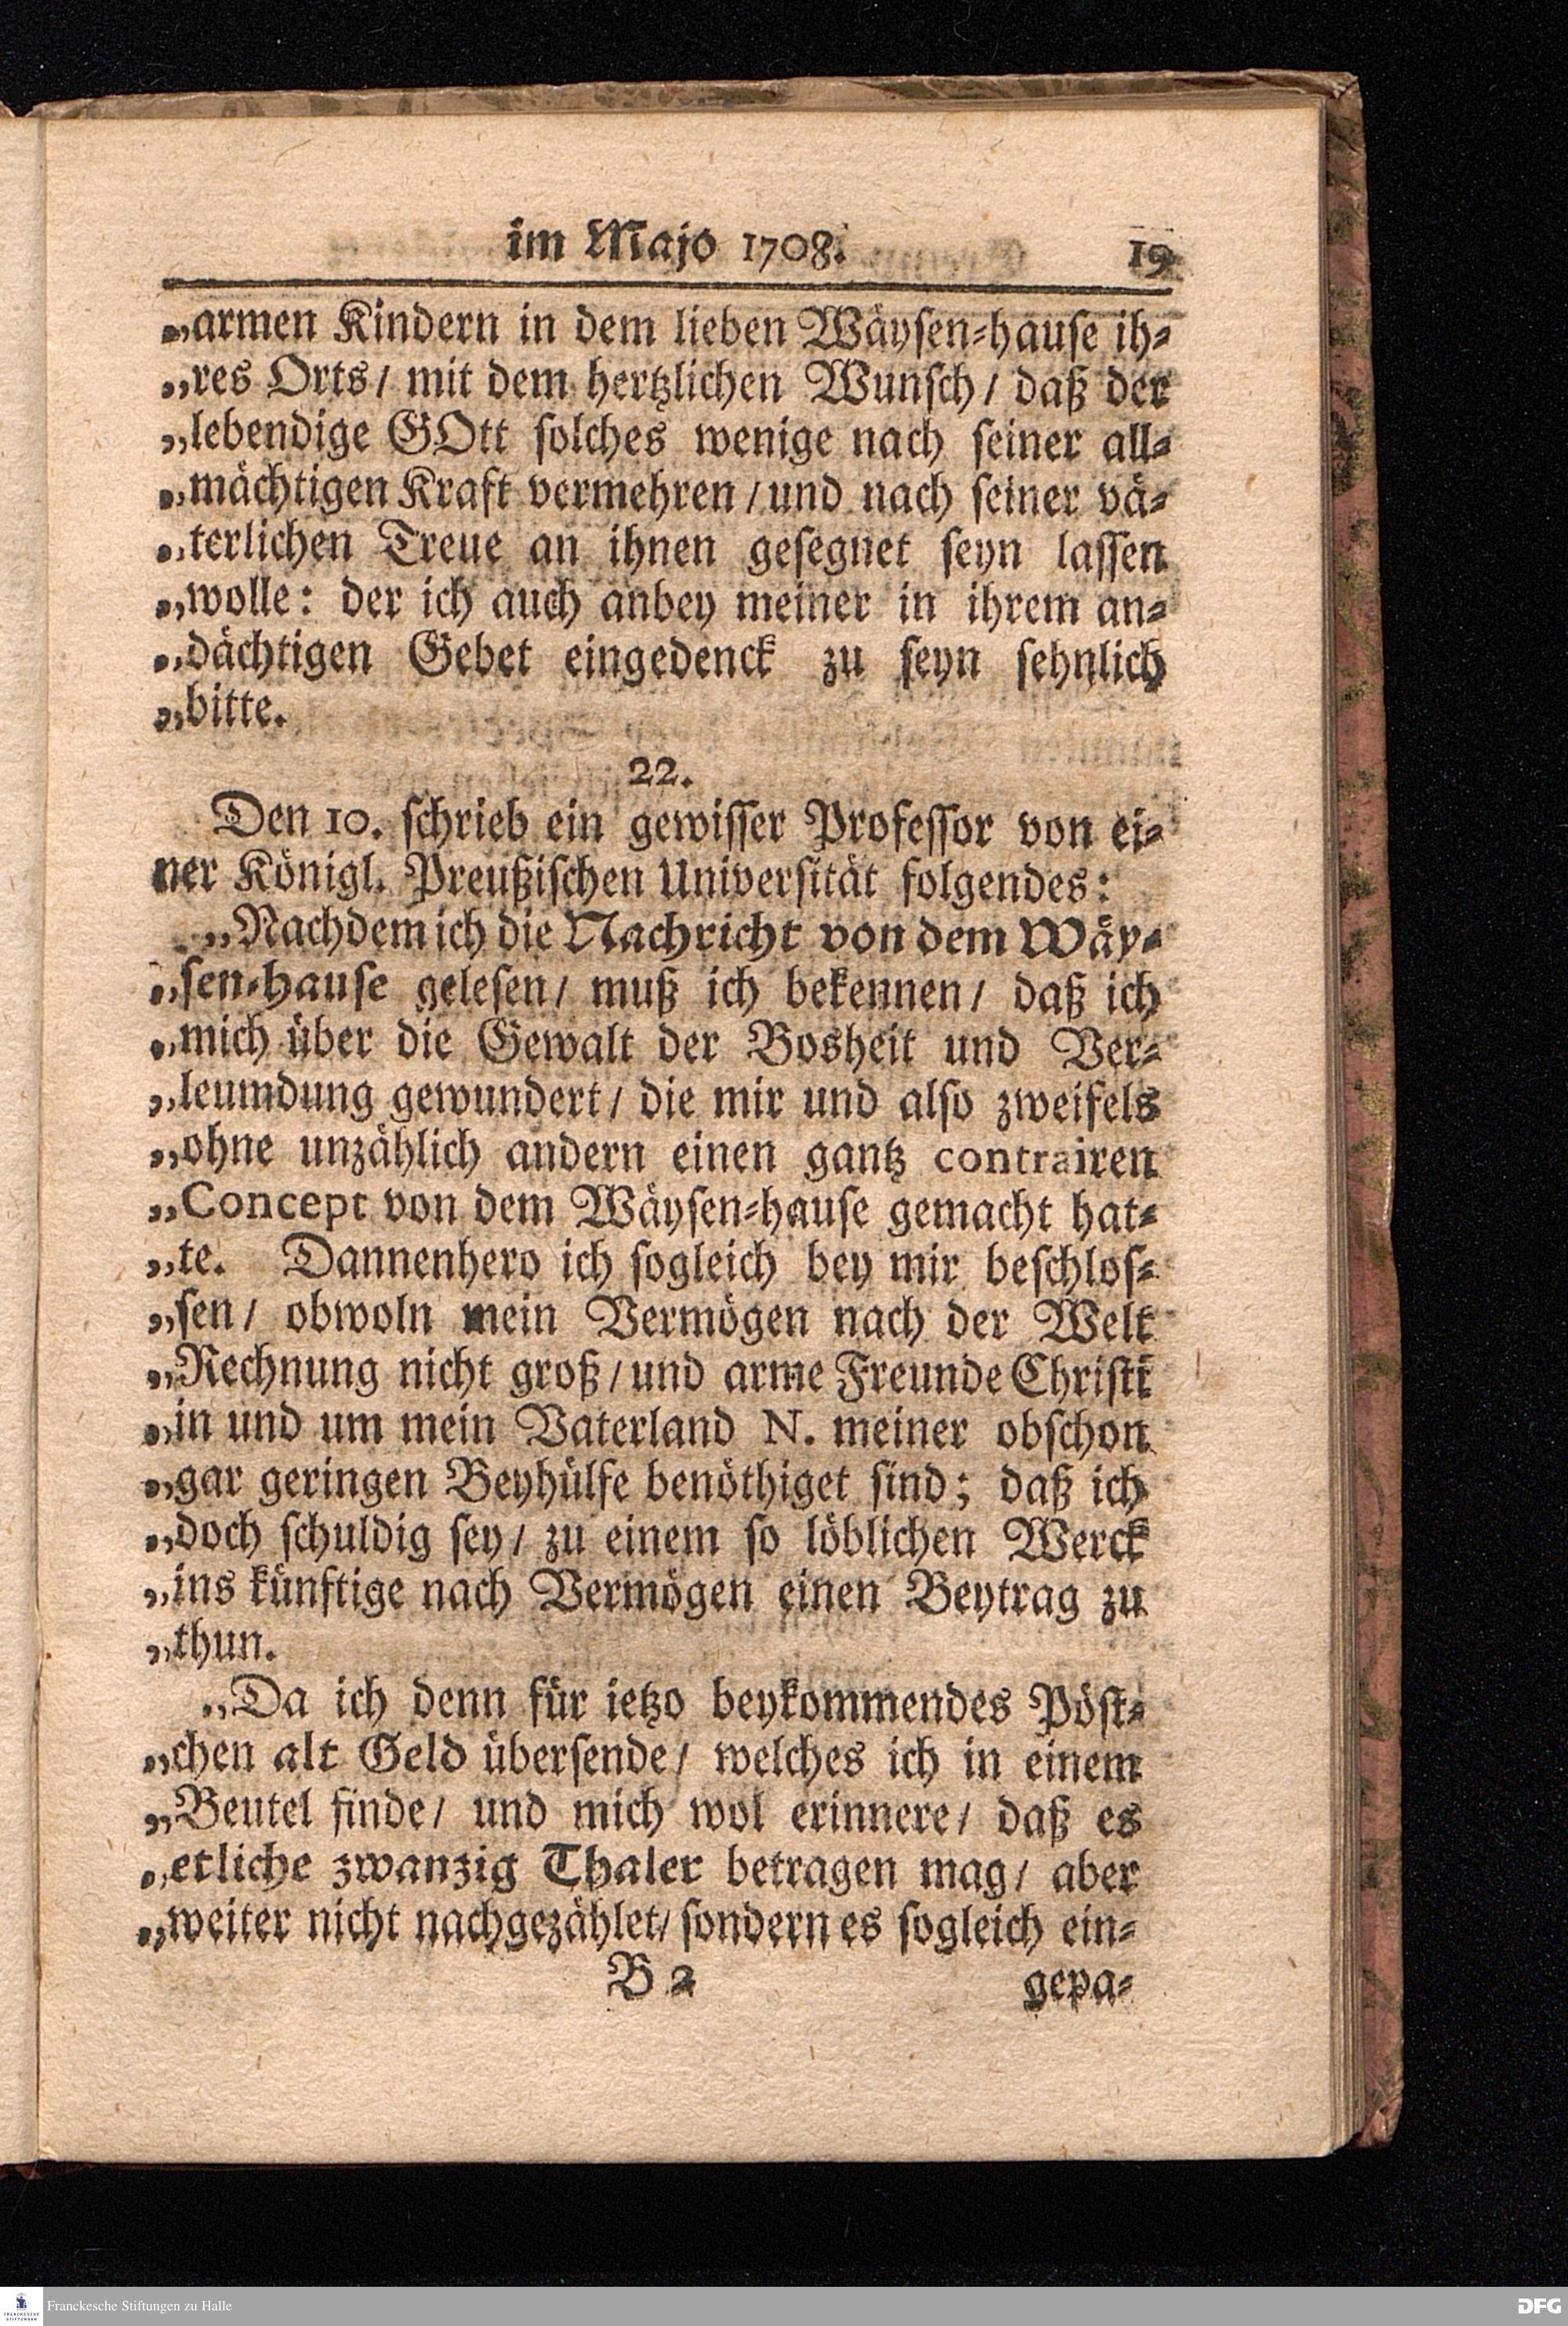 im Majo 1708. 19
„armen Kindern in dem lieben Wäysen-hause ih-
„res Orts/ mit dem hertzlichen Wunsch/ daß der
„lebendige GOtt solches wenige nach seiner all-
„mächtigen Kraft vermehren/ und nach seiner vä-
„terlichen Treue an ihnen gesegnet seyn lassen
„wolle: der ich auch anbey meiner in ihrem an-
„dächtigen Gebet eingedenck zu seyn sehnlich
„bitte.
22.
Den 10. schrieb ein gewisser Professor von ei-
ner Königl. Preußischen Universität folgendes:
„Nachdem ich die Nachricht von dem Wäy-
„sen-hause gelesen/ muß ich bekennen/ daß ich
„mich über die Gewalt der Bosheit und Ver-
„leumdung gewundert/ die mir und also zweifels
„ohne unzählich andern einen gantz contrairen
„Concept von dem Wäysen-hause gemacht hat-
„te. Dannenhero ich sogleich bey mir beschlos-
„sen/ obwoln mein Vermögen nach der Welt
„Rechnung nicht groß/ und arme Freunde Christi
„in und um mein Vaterland N. meiner obschon
„gar geringen Beyhülfe benöthiget sind; daß ich
„doch schuldig sey/ zu einem so löblichen Werck
„ins künftige nach Vermögen einen Beytrag zu
„thun.
„Da ich denn für ietzo beykommendes Pöst-
„chen alt Geld übersende/ welches ich in einem
„Beutel finde/ und mich wol erinnere/ daß es
„etliche zwanzig Thaler betragen mag/ aber
„weiter nicht nachgezählet/ sondern es sogleich ein-
B 2 gepa-
FRANCKESCHE STIFTUNGEN
Franckesche Stiftungen zu Halle
DFG